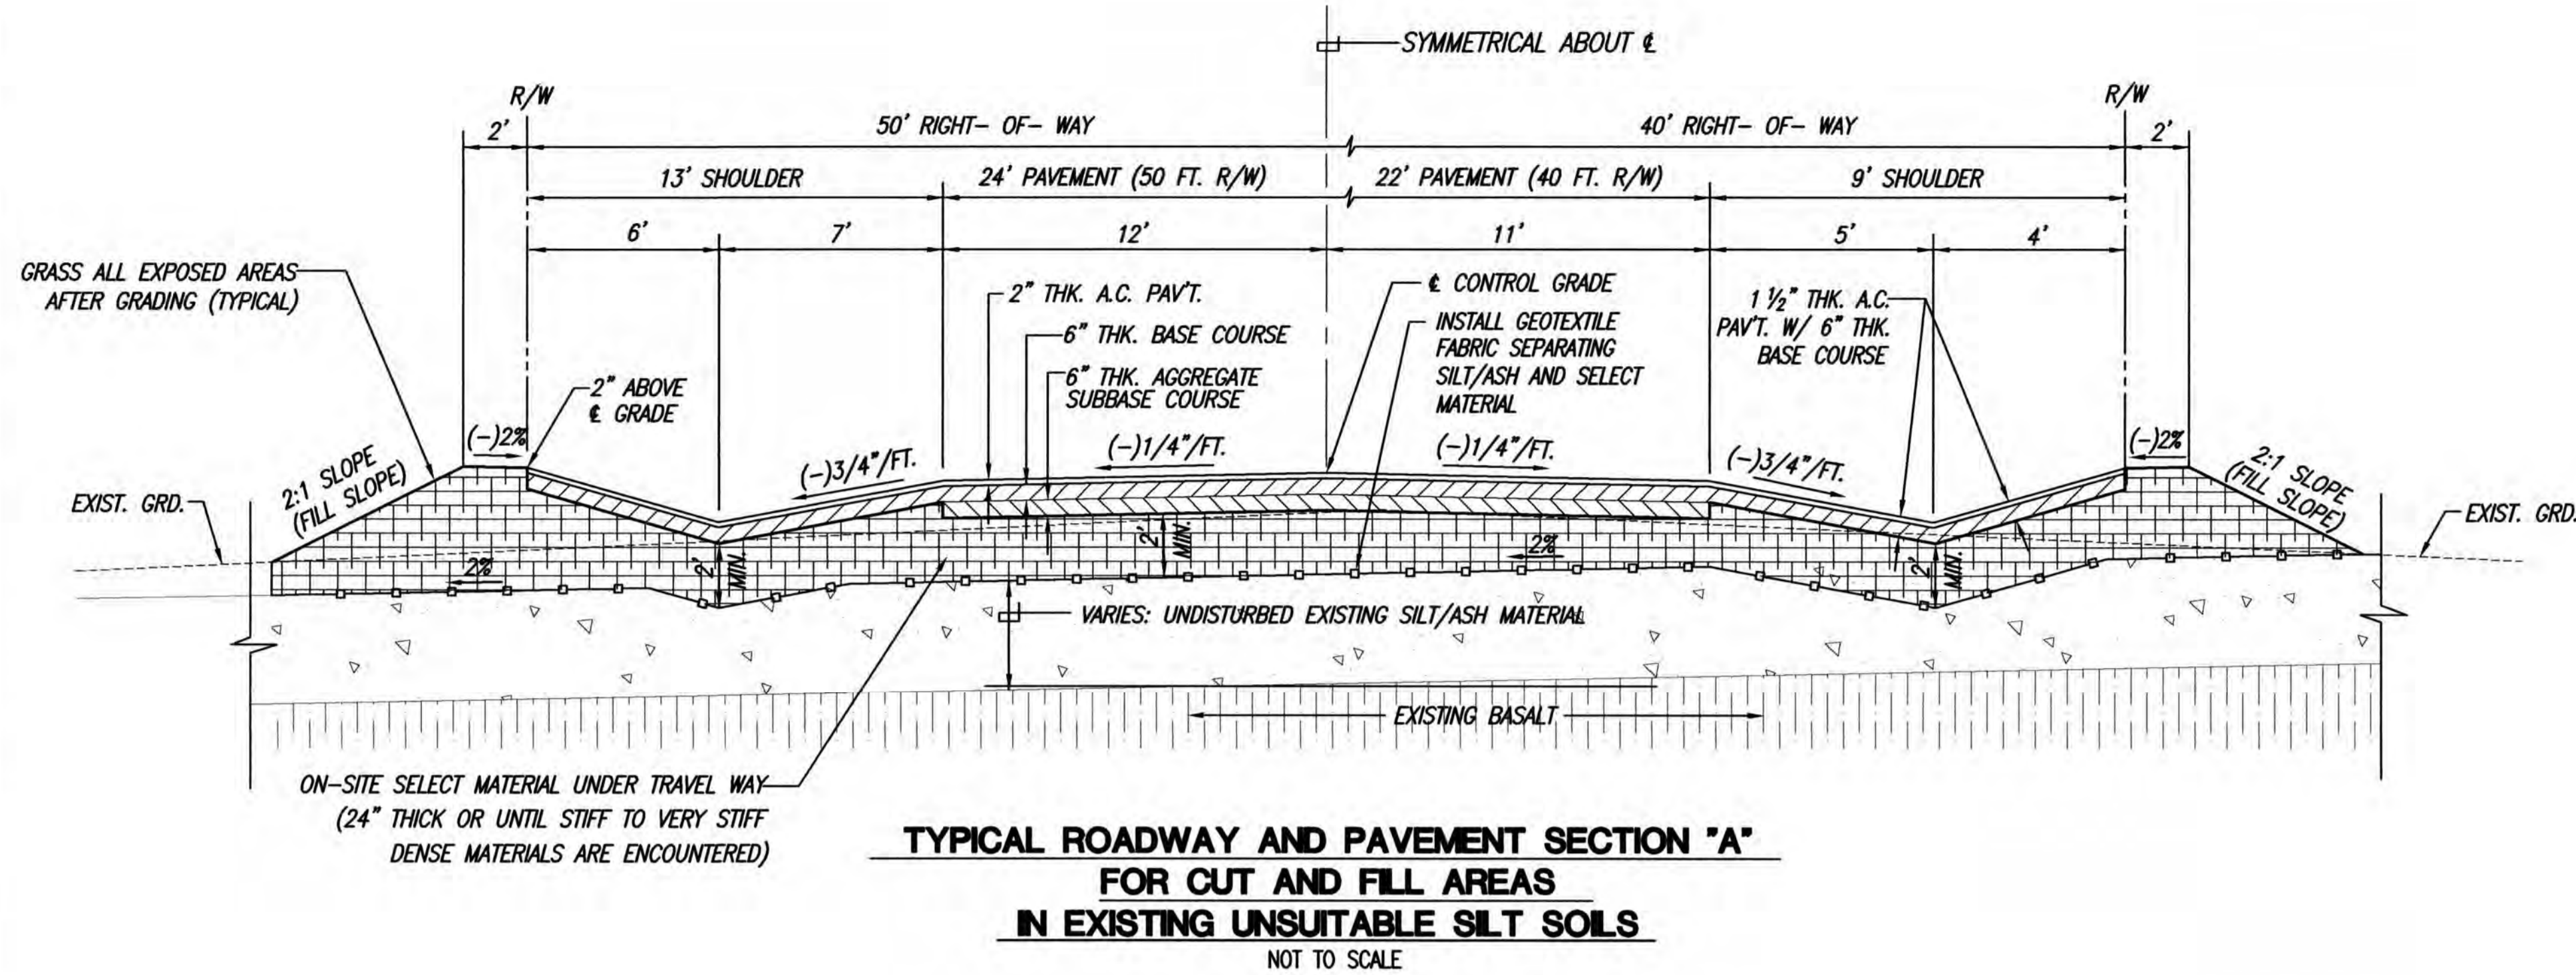 SYMMETRICAL ABOUT ℄
R/W
R/W
2'
50' RIGHT- OF- WAY
40' RIGHT- OF- WAY
2'
13' SHOULDER
24' PAVEMENT (50 FT. R/W)
22' PAVEMENT (40 FT. R/W)
9' SHOULDER
6'
7'
12'
11'
5'
4'
GRASS ALL EXPOSED AREAS
AFTER GRADING (TYPICAL)
2" THK. A.C. PAV'T.
6" THK. BASE COURSE
6" THK. AGGREGATE
SUBBASE COURSE
℄ CONTROL GRADE
INSTALL GEOTEXTILE
FABRIC SEPARATING
SILT/ASH AND SELECT
MATERIAL
1 ½" THK. A.C.
PAV'T. W/ 6" THK.
BASE COURSE
2" ABOVE
℄ GRADE
(-)2%
(-)3/4"/FT.
(-)1/4"/FT.
(-)1/4"/FT.
(-)3/4"/FT.
(-)2%
2:1 SLOPE
(FILL SLOPE)
2:1 SLOPE
(FILL SLOPE)
EXIST. GRD.
EXIST. GRD.
2%
2'
MIN.
2'
MIN.
2%
2'
MIN.
VARIES: UNDISTURBED EXISTING SILT/ASH MATERIAL
EXISTING BASALT
ON-SITE SELECT MATERIAL UNDER TRAVEL WAY
(24" THICK OR UNTIL STIFF TO VERY STIFF
DENSE MATERIALS ARE ENCOUNTERED)
TYPICAL ROADWAY AND PAVEMENT SECTION "A"
FOR CUT AND FILL AREAS
IN EXISTING UNSUITABLE SILT SOILS
NOT TO SCALE